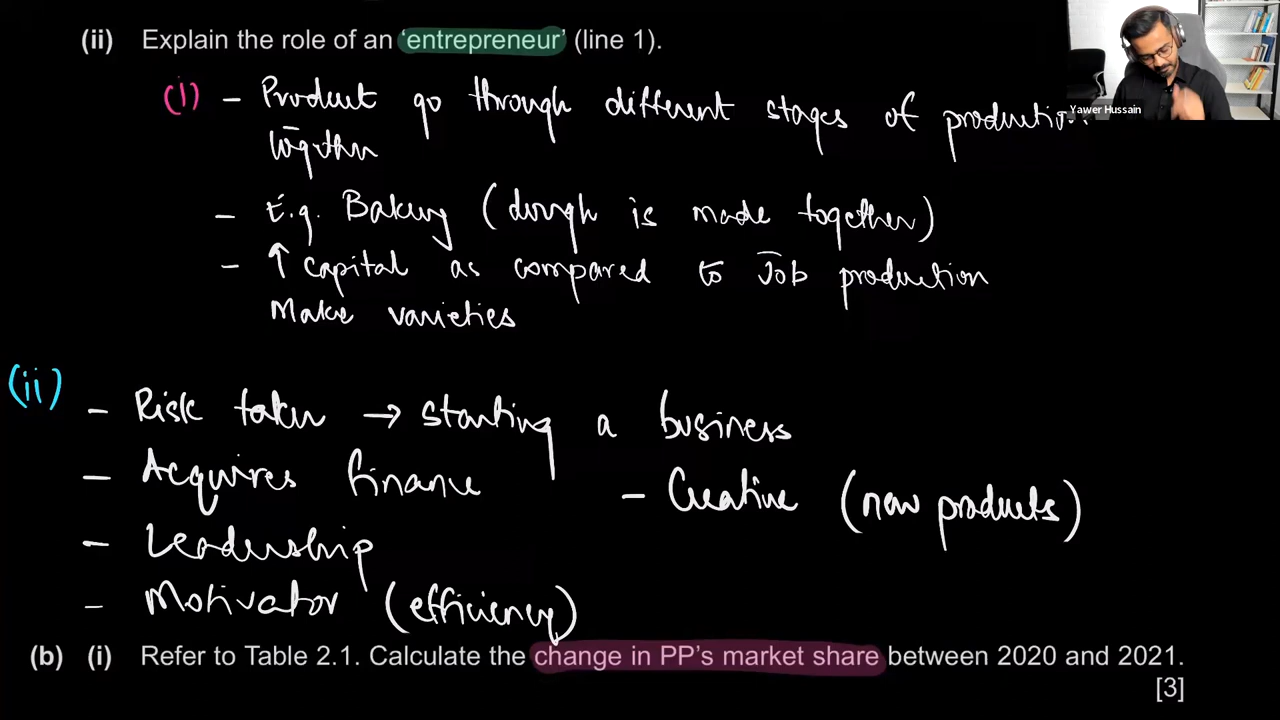 (ii) Explain the role of an ‘entrepreneur’ (line 1).
Yawer Hussain
(i) – Product go through different stages of production
together
– E.g. Bakery (dough is made together)
– ↑ capital as compared to Job production
Make varieties
(ii)
– Risk taker → starting a business
– Acquires finance – Creative (new products)
– Leadership
– Motivator (efficiency)
(b) (i) Refer to Table 2.1. Calculate the change in PP’s market share between 2020 and 2021.
[3]